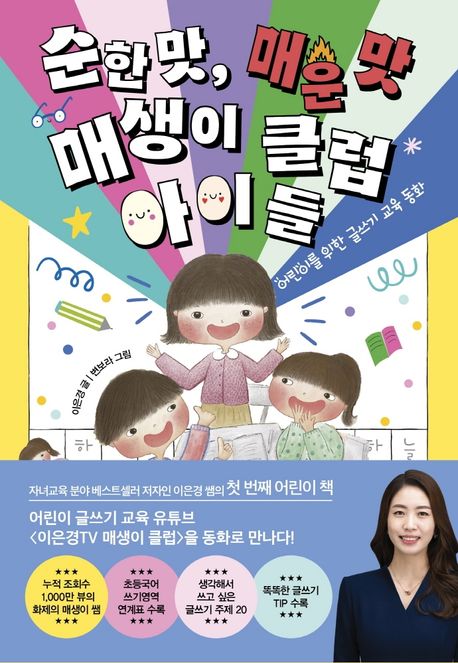 순한 맛, 매운 맛
매생이 클럽
아이들
"어린이를 위한 글쓰기 교육 동화"
이은경 글 / 변보라 그림
하
하늘
자녀교육 분야 베스트셀러 저자인 이은경 쌤의 첫 번째 어린이 책
어린이 글쓰기 교육 유튜브
<이은경TV 매생이 클럽>을 동화로 만나다!
누적 조회수
1,000만 뷰의
화제의 매생이 쌤
초등국어
쓰기영역
연계표 수록
생각해서
쓰고 싶은
글쓰기 주제 20
똑똑한 글쓰기
TIP 수록